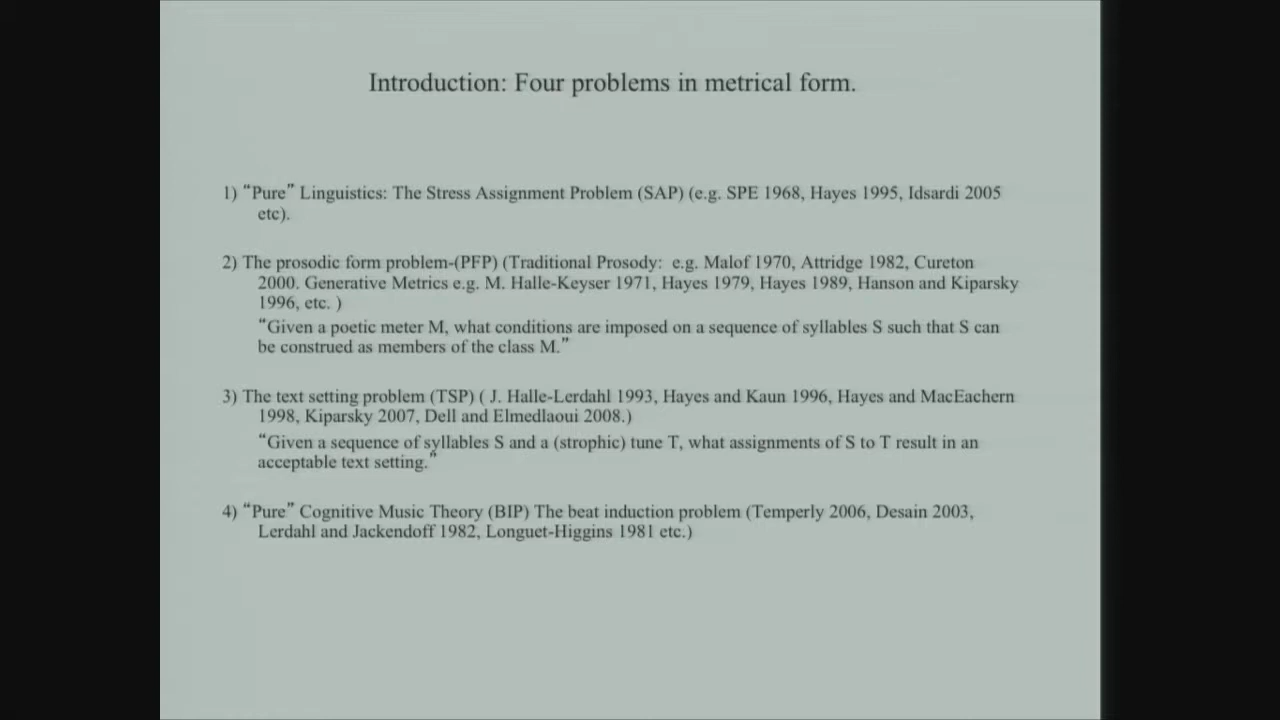 Introduction: Four problems in metrical form.
1) “Pure” Linguistics: The Stress Assignment Problem (SAP) (e.g. SPE 1968, Hayes 1995, Idsardi 2005
etc).
2) The prosodic form problem-(PFP) (Traditional Prosody: e.g. Malof 1970, Attridge 1982, Cureton
2000. Generative Metrics e.g. M. Halle-Keyser 1971, Hayes 1979, Hayes 1989, Hanson and Kiparsky
1996, etc. )
“Given a poetic meter M, what conditions are imposed on a sequence of syllables S such that S can
be construed as members of the class M.”
3) The text setting problem (TSP) ( J. Halle-Lerdahl 1993, Hayes and Kaun 1996, Hayes and MacEachern
1998, Kiparsky 2007, Dell and Elmedlaoui 2008.)
“Given a sequence of syllables S and a (strophic) tune T, what assignments of S to T result in an
acceptable text setting.”
4) “Pure” Cognitive Music Theory (BIP) The beat induction problem (Temperly 2006, Desain 2003,
Lerdahl and Jackendoff 1982, Longuet-Higgins 1981 etc.)